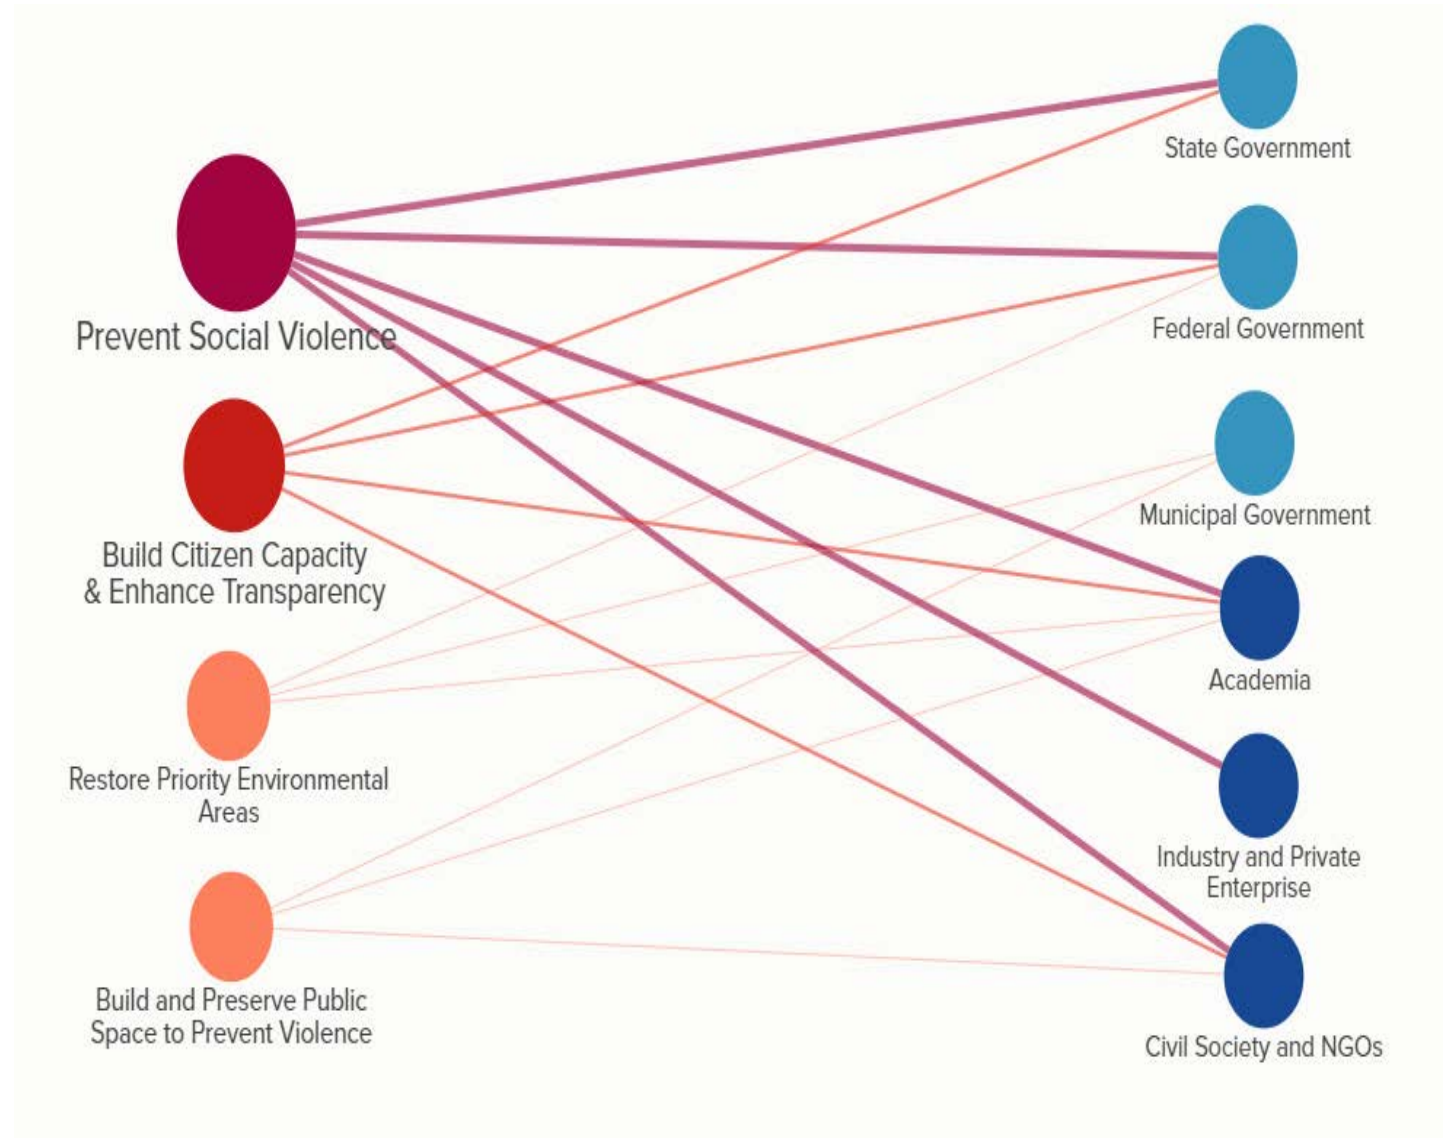 Prevent Social Violence
Build Citizen Capacity
& Enhance Transparency
Restore Priority Environmental
Areas
Build and Preserve Public
Space to Prevent Violence
State Government
Federal Government
Municipal Government
Academia
Industry and Private
Enterprise
Civil Society and NGOs